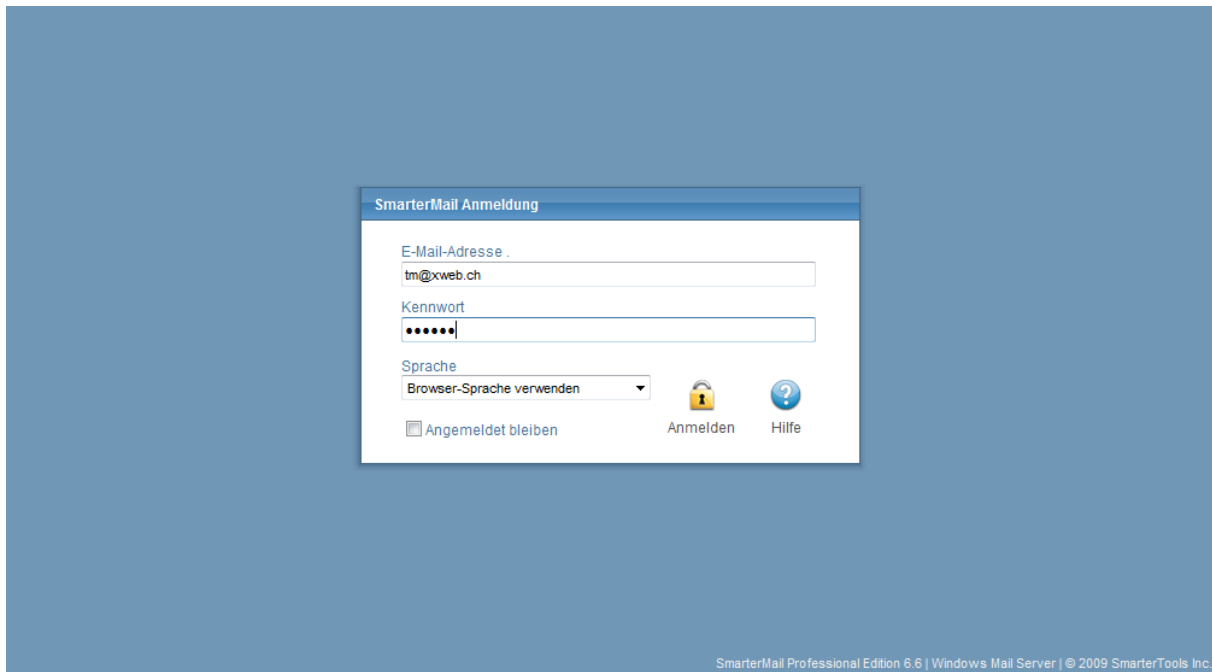 SmarterMail Anmeldung
E-Mail-Adresse .
tm@xweb.ch
Kennwort
••••••
Sprache
Browser-Sprache verwenden
Angemeldet bleiben
Anmelden
Hilfe
SmarterMail Professional Edition 6.6 | Windows Mail Server | © 2009 SmarterTools Inc.